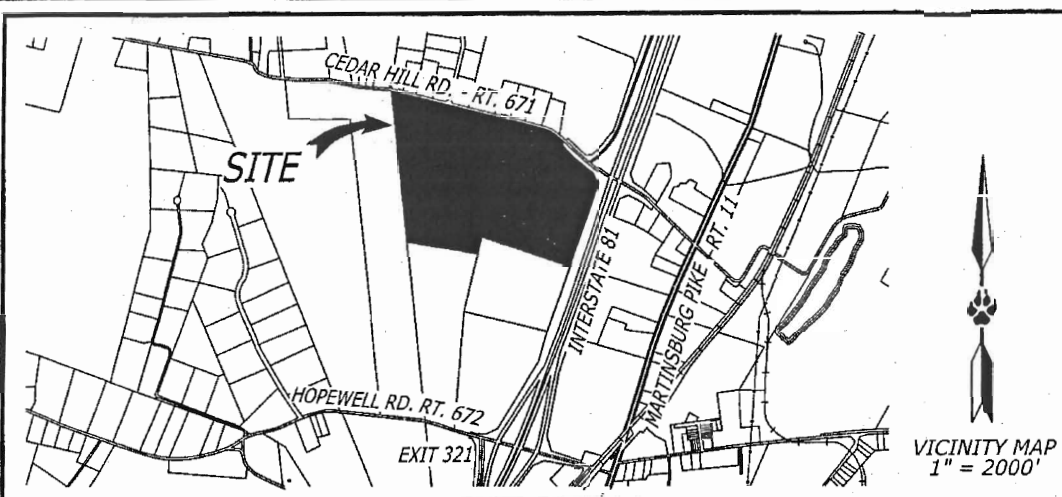 CEDAR HILL RD. - RT. 671
SITE
INTERSTATE 81
MARTINSBURG PIKE - RT. 11
HOPEWELL RD. RT. 672
EXIT 321
VICINITY MAP
1" = 2000'